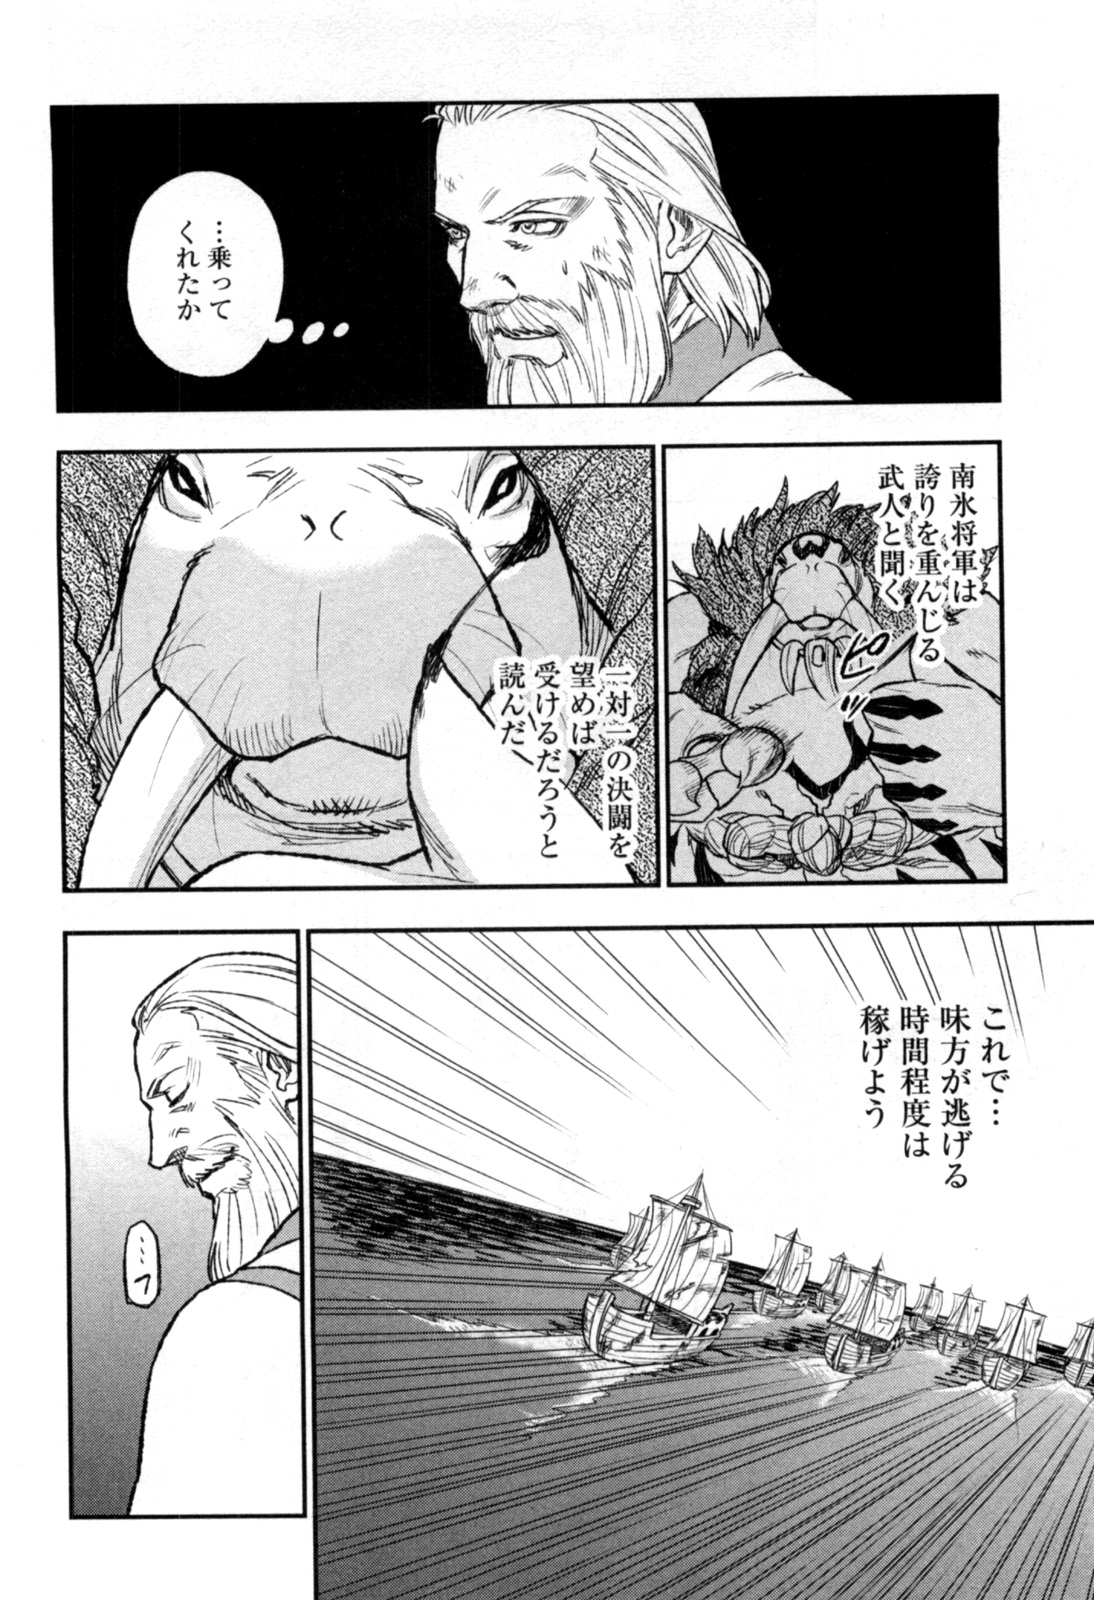 …乗って
くれたか
南氷将軍は
誇りを重んじる
武人と聞く
ピシッ
一対一の決闘を
望めば
受けるだろうと
読んだ
これで…
味方が逃げる
時間程度は
稼げよう
……フ